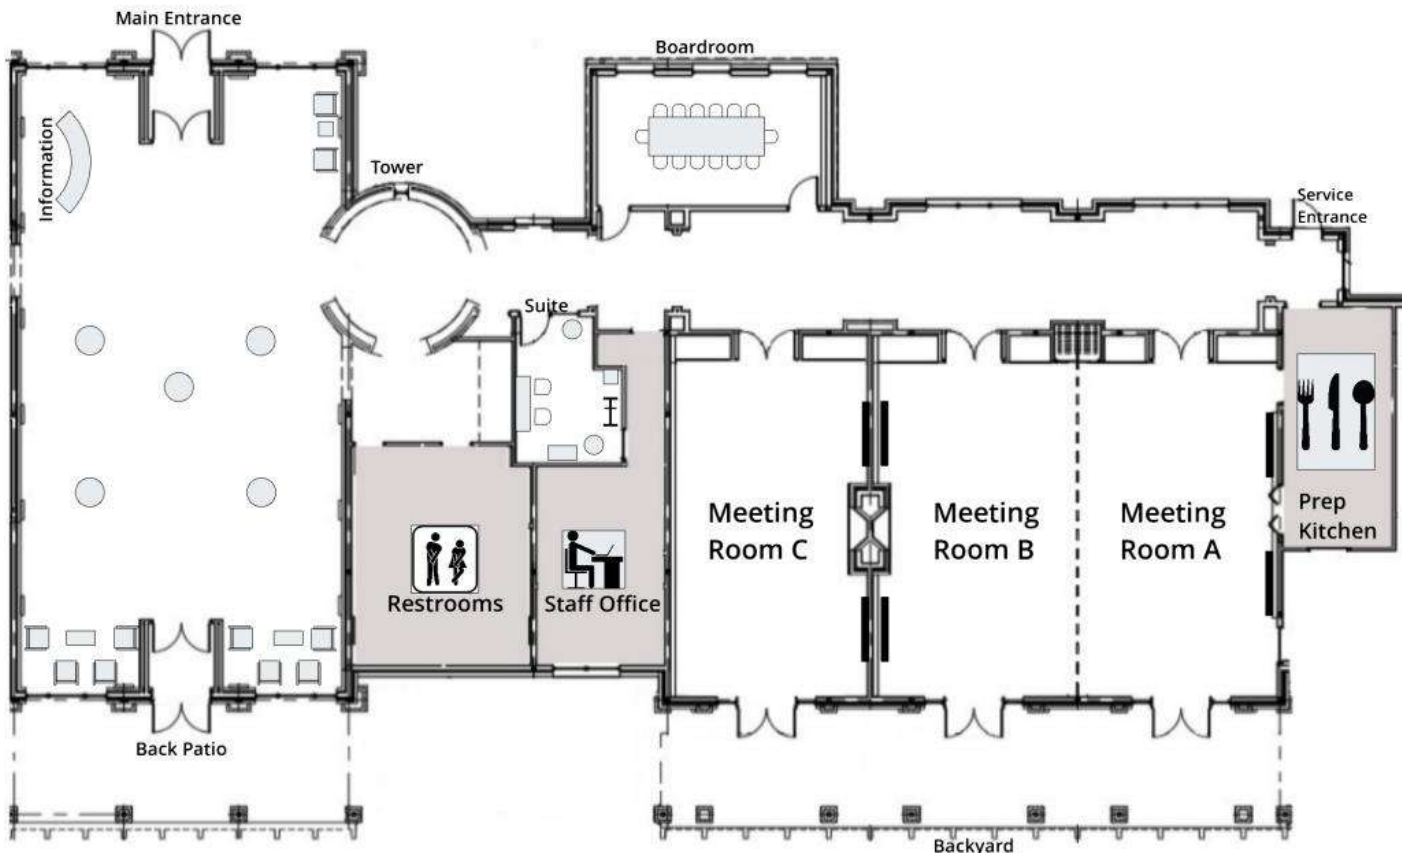 Main Entrance
Boardroom
Information
Tower
Service
Entrance
Suite
Meeting
Room C
Meeting
Room B
Meeting
Room A
Prep
Kitchen
Restrooms
Staff Office
Back Patio
Backyard